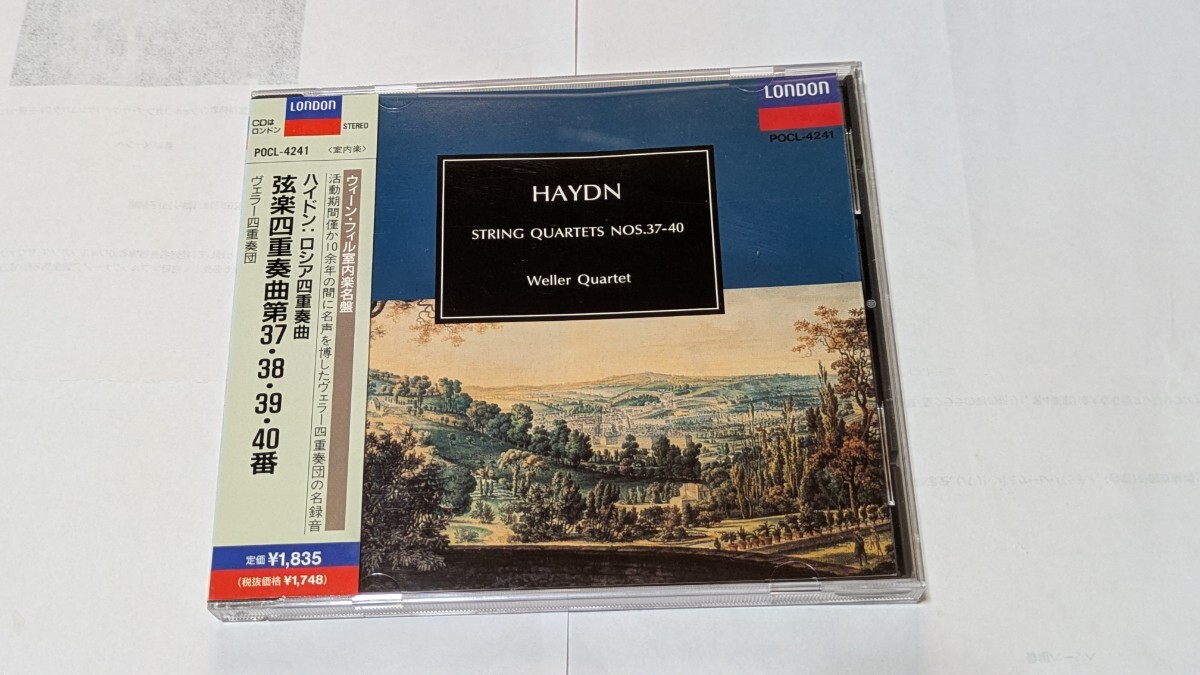 CDは
ロンドン
LONDON
STEREO
POCL-4241
〈室内楽〉
ウィーン・フィル室内楽名盤
活動期間僅か10余年の間に名声を博したヴェラー四重奏団の名録音
ハイドン:ロシア四重奏曲
弦楽四重奏曲第37・38・39・40番
ヴェラー四重奏団
定価¥1,835
(税抜価格¥1,748)
LONDON
POCL-4241
HAYDN
STRING QUARTETS NOS.37-40
Weller Quartet